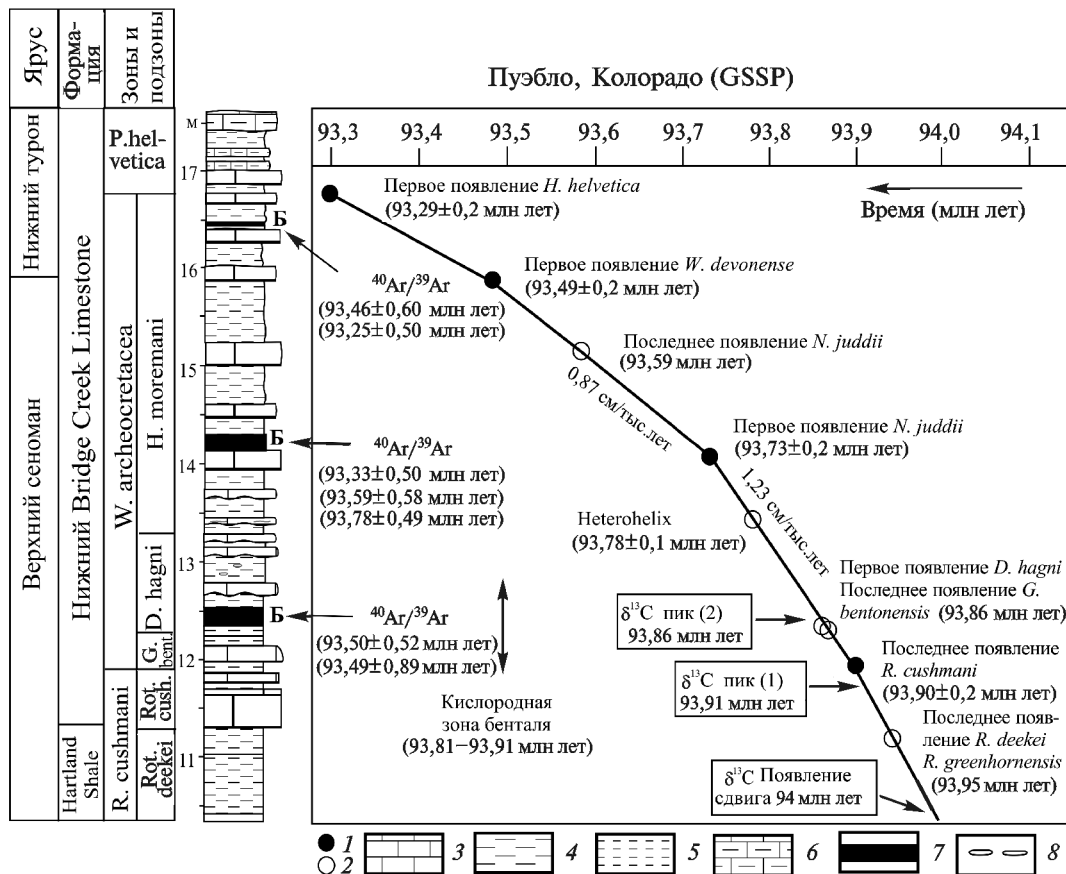 Ярус
Форма-
ция
Зоны и
подзоны
Нижний турон
Верхний сеноман
Нижний Bridge Creek Limestone
Hartland
Shale
P.hel-
vetica
W. archeocretacea
R. cushmani
H. moremani
D. hagni
G.
bent.
Rot.
cush.
Rot.
deekei
м
17
16
15
14
13
12
11
Б
Б
Б
Пуэбло, Колорадо (GSSP)
93,3 93,4 93,5 93,6 93,7 93,8 93,9 94,0 94,1
Время (млн лет)
Первое появление H. helvetica
(93,29±0,2 млн лет)
Первое появление W. devonense
(93,49±0,2 млн лет)
40Ar/39Ar
(93,46±0,60 млн лет)
(93,25±0,50 млн лет)
Последнее появление N. juddii
(93,59 млн лет)
0,87 см/тыс.лет
Первое появление N. juddii
(93,73±0,2 млн лет)
40Ar/39Ar
(93,33±0,50 млн лет)
(93,59±0,58 млн лет)
(93,78±0,49 млн лет)
1,23 см/тыс.лет
Heterohelix
(93,78±0,1 млн лет)
Первое появление D. hagni
Последнее появление G.
bentonensis (93,86 млн лет)
40Ar/39Ar
(93,50±0,52 млн лет)
(93,49±0,89 млн лет)
δ13C пик (2)
93,86 млн лет
Последнее появление
R. cushmani
(93,90±0,2 млн лет)
δ13C пик (1)
93,91 млн лет
Кислородная
зона бенталя
(93,81–93,91 млн лет)
Последнее появ-
ление R. deekei
R. greenhornensis
(93,95 млн лет)
δ13C Появление
сдвига 94 млн лет
1
2
3
4
5
6
7
8